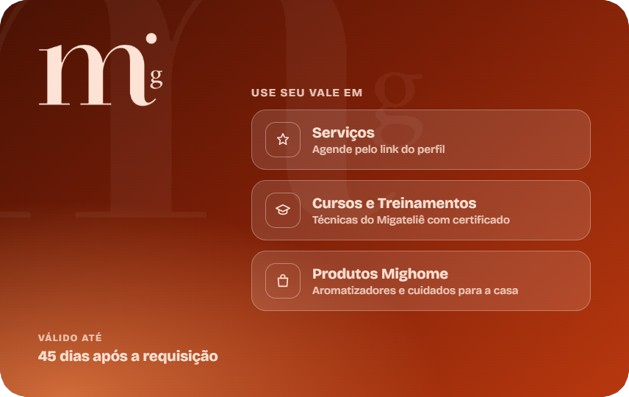 mg
USE SEU VALE EM
Serviços
Agende pelo link do perfil
Cursos e Treinamentos
Técnicas do Migateliê com certificado
Produtos Mighome
Aromatizadores e cuidados para a casa
VÁLIDO ATÉ
45 dias após a requisição